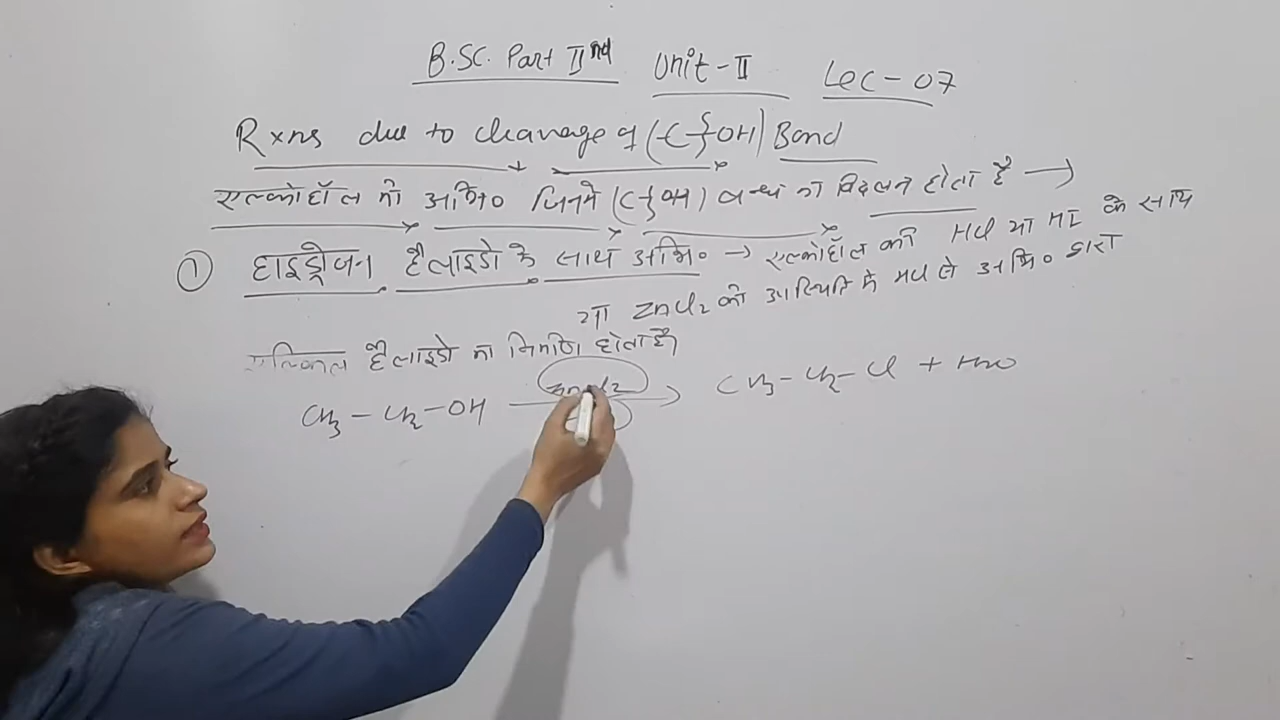 B.SC. Part IInd Unit-II Lec-07
Rxns due to cleavage of (-C}OH) Bond
एल्कोहॉल की अभि० जिनमें (C}OH) बन्ध का विदलन होता है →
① हाइड्रोजन हैलाइडो के साथ अभि० → एल्कोहॉल की HCl या HI के साथ
या ZnCl2 की उपस्थिति में HCl से अभि० द्वारा
एल्किल हैलाइडो का निर्माण होता है।
CH3-CH2-OH ZnCl2→ CH3-CH2-Cl + H2O